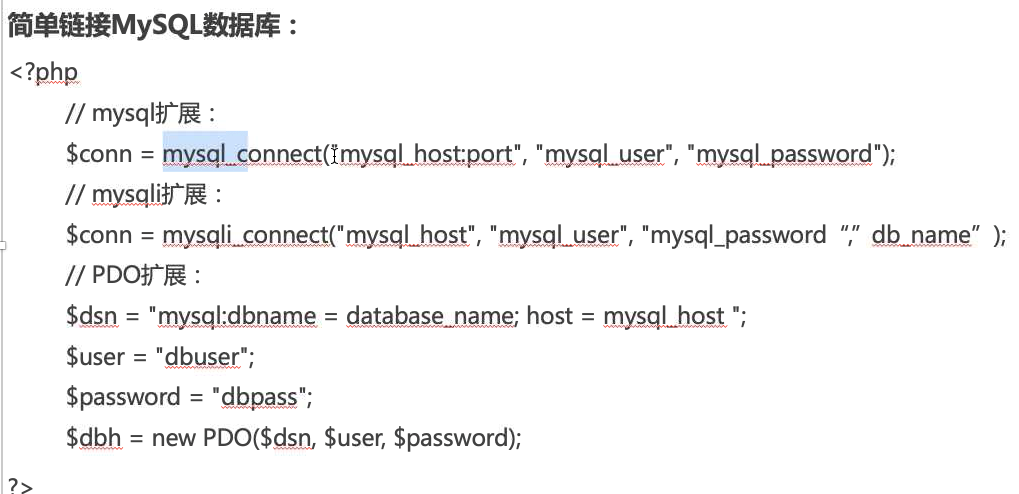 简单链接MySQL数据库：
<?php
// mysql扩展：
$conn = mysql_connect("mysql_host:port", "mysql_user", "mysql_password");
// mysqli扩展：
$conn = mysqli_connect("mysql_host", "mysql_user", "mysql_password “,” db_name” );
// PDO扩展：
$dsn = "mysql:dbname = database_name; host = mysql_host ";
$user = "dbuser";
$password = "dbpass";
$dbh = new PDO($dsn, $user, $password);
?>